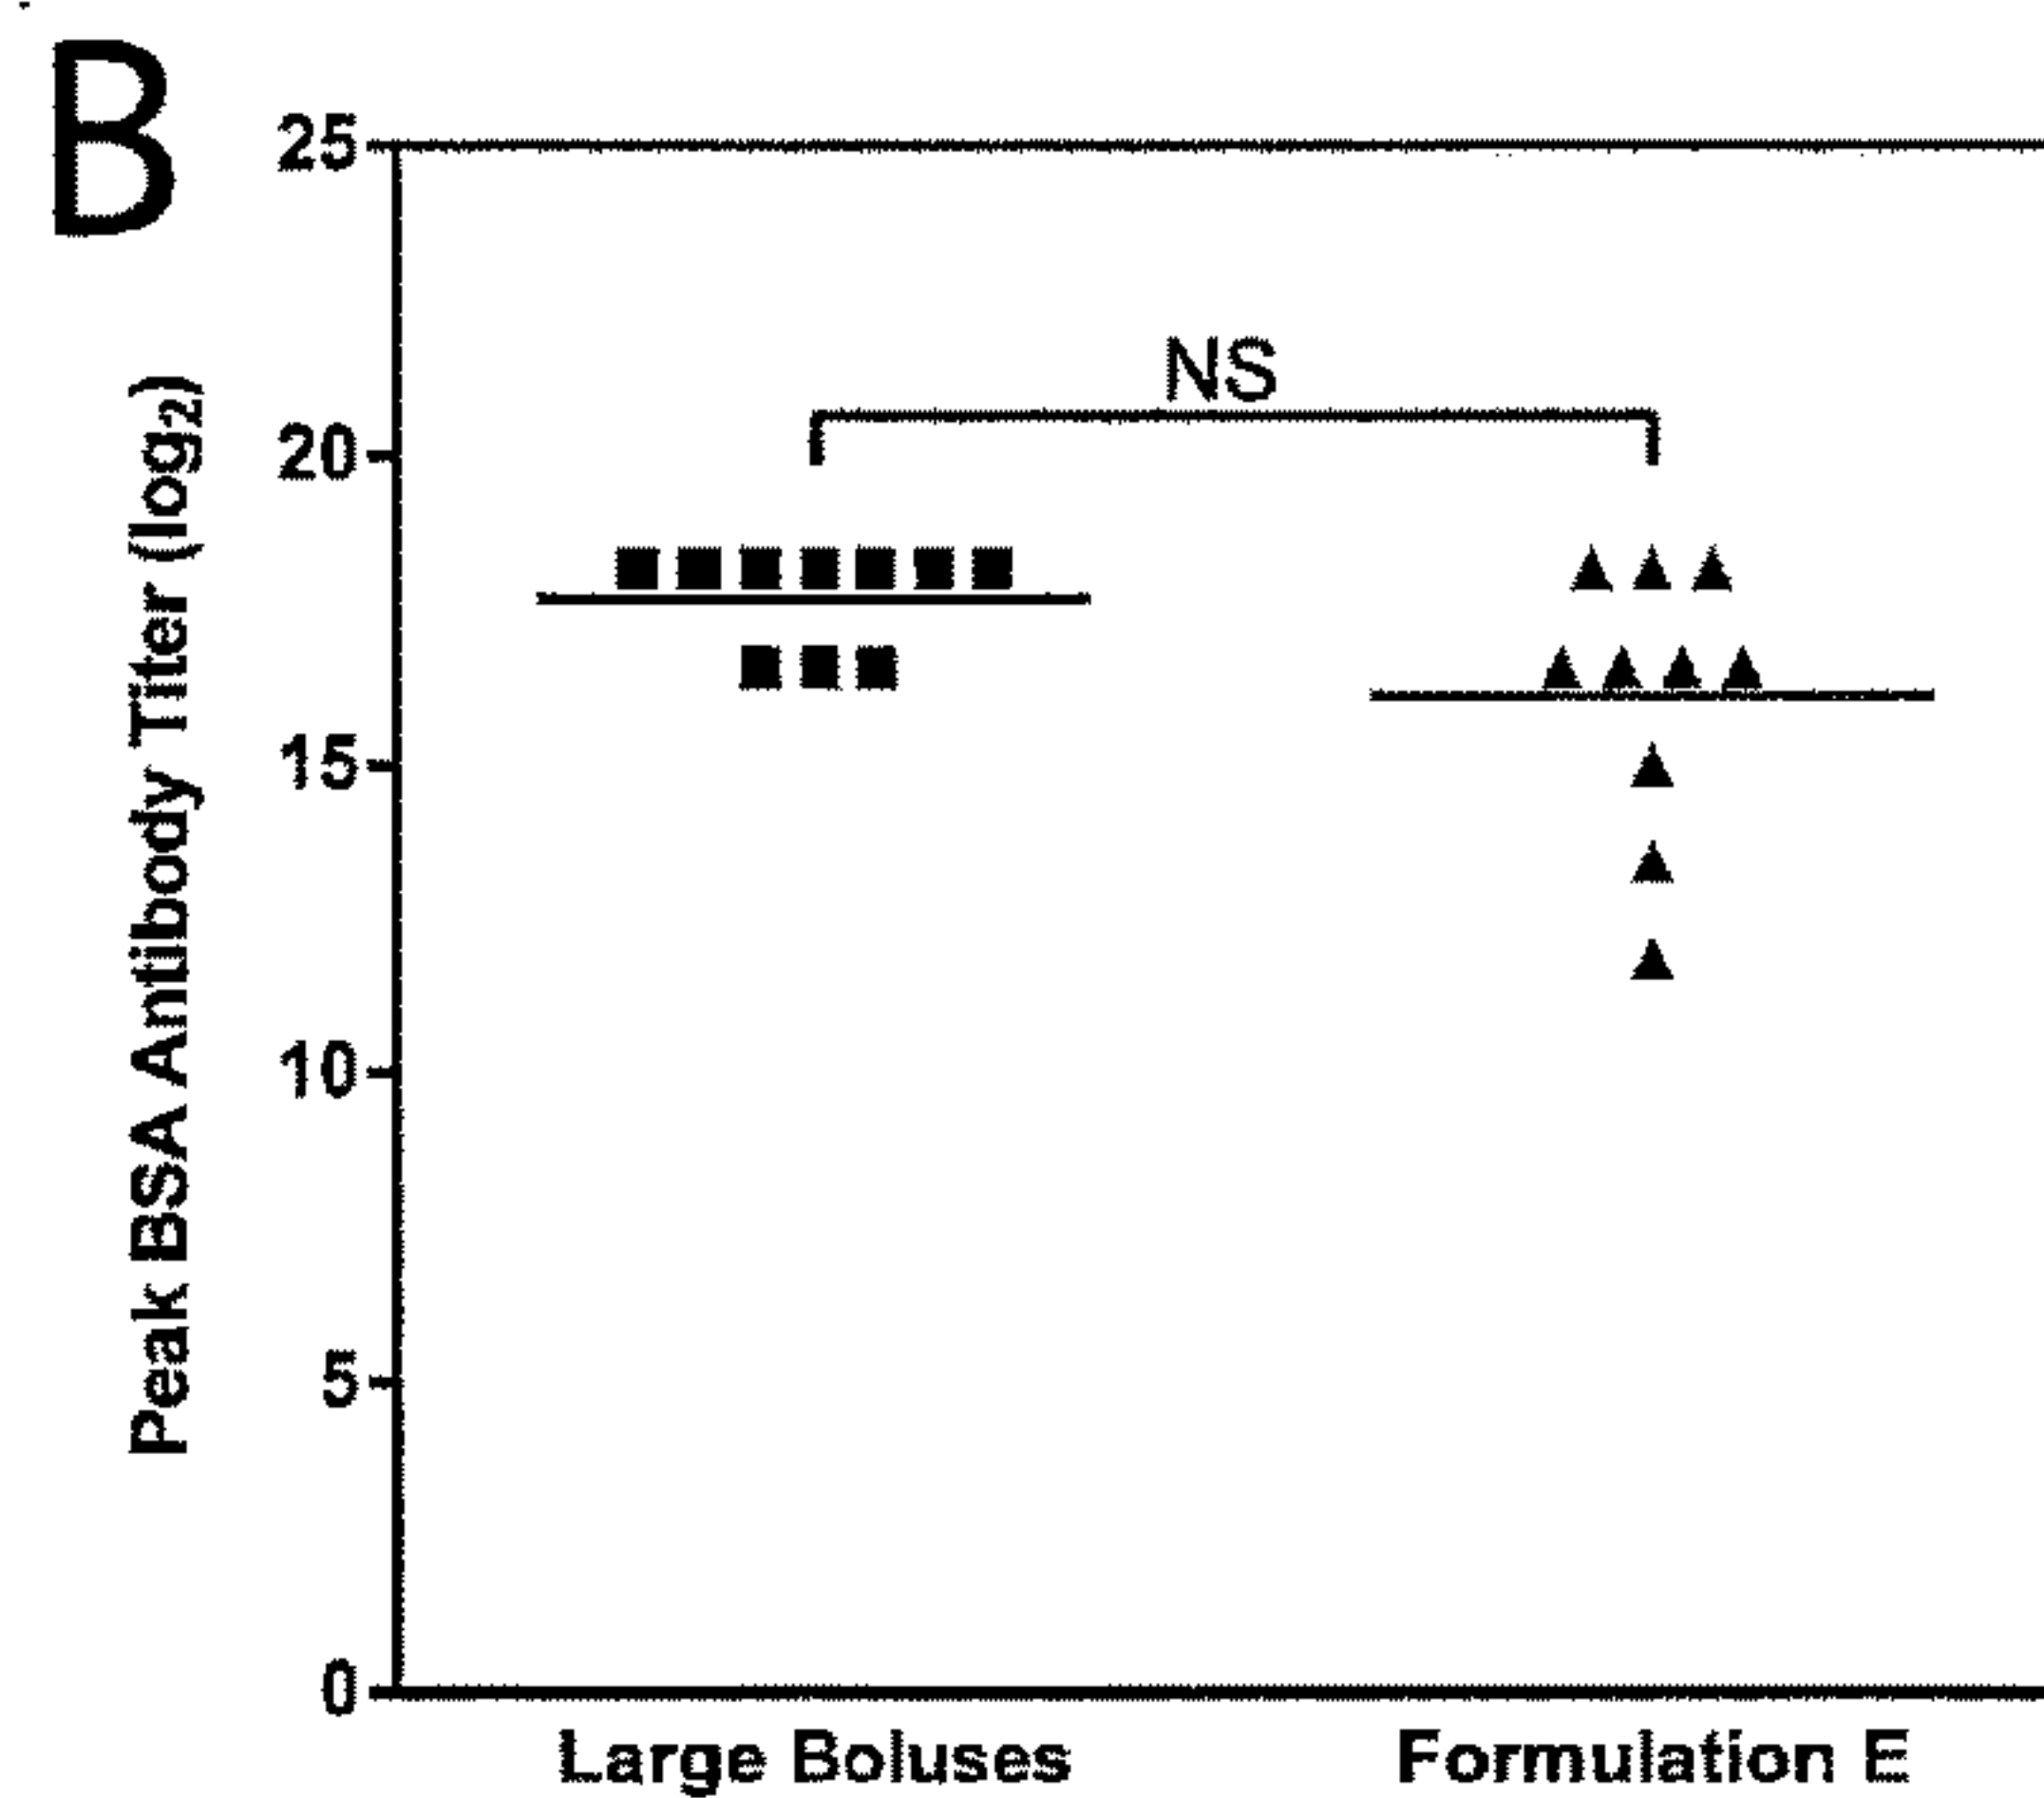 B
Peak BSA Antibody Titer (log₂)
25
20
15
10
5
0
NS
Large Boluses
Formulation E